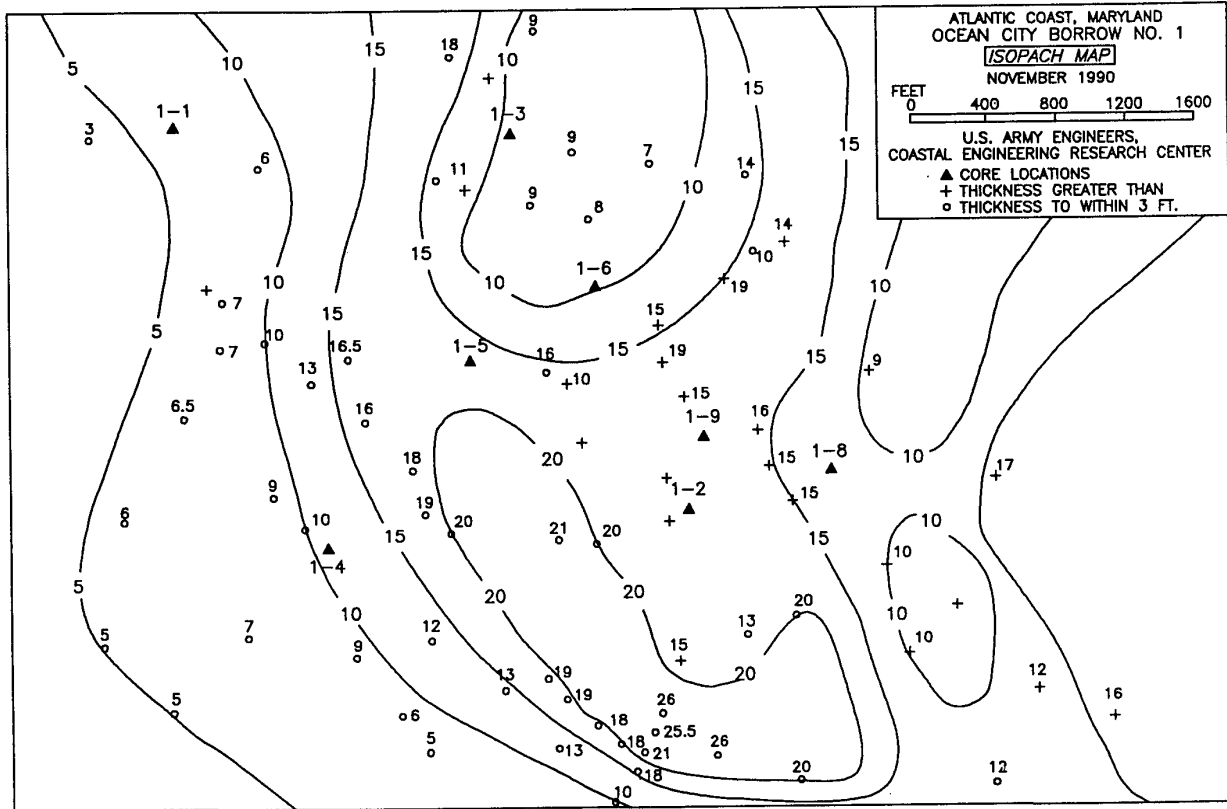 ATLANTIC COAST, MARYLAND
OCEAN CITY BORROW NO. 1
ISOPACH MAP
NOVEMBER 1990
FEET
0 400 800 1200 1600
U.S. ARMY ENGINEERS,
COASTAL ENGINEERING RESEARCH CENTER
▲ CORE LOCATIONS
+ THICKNESS GREATER THAN
o THICKNESS TO WITHIN 3 FT.
9
5 10 15 18 10
15
1-1 1-3
3 9 7 15
6 11 14
10
9 8
14
15 15 10
10 1-6 10
19
7 15
15
5 10 16.5 15 19
7 1-5 16 15
13 10 9
15
6.5 16 1-9 16
20 10
18 1-8
15 17
9 1-2
19 15
6 10 20 21 20 10
15 15
1-4 10
5 20 20
10 20 10
12 13
5 7 15 10
9 20
19 12
13 19
5 6 26 16
18 25.5
5 13 18 21 26
18 20 12
10